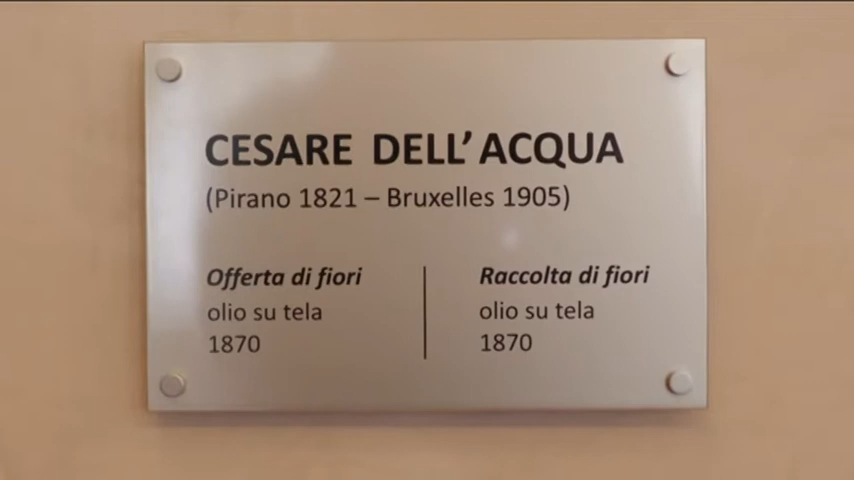 CESARE DELL'ACQUA
(Pirano 1821 – Bruxelles 1905)
Offerta di fiori
olio su tela
1870
Raccolta di fiori
olio su tela
1870